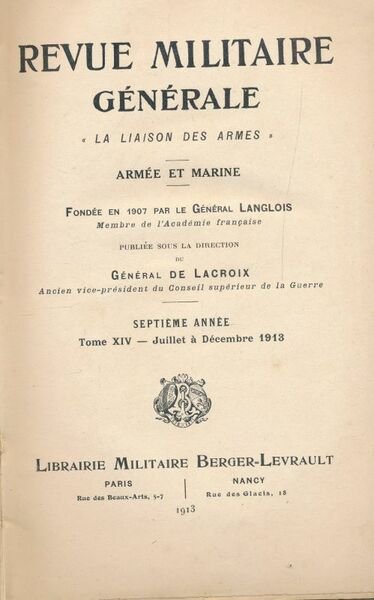 REVUE MILITAIRE
GÉNÉRALE
« LA LIAISON DES ARMES »
ARMÉE ET MARINE
FONDÉE EN 1907 PAR LE GÉNÉRAL LANGLOIS
Membre de l'Académie française
PUBLIÉE SOUS LA DIRECTION
DU
GÉNÉRAL DE LACROIX
Ancien vice-président du Conseil supérieur de la Guerre
SEPTIÈME ANNÉE
Tome XIV — Juillet à Décembre 1913
LIBRAIRIE MILITAIRE BERGER-LEVRAULT
PARIS
Rue des Beaux-Arts, 5-7
NANCY
Rue des Glacis, 18
1913